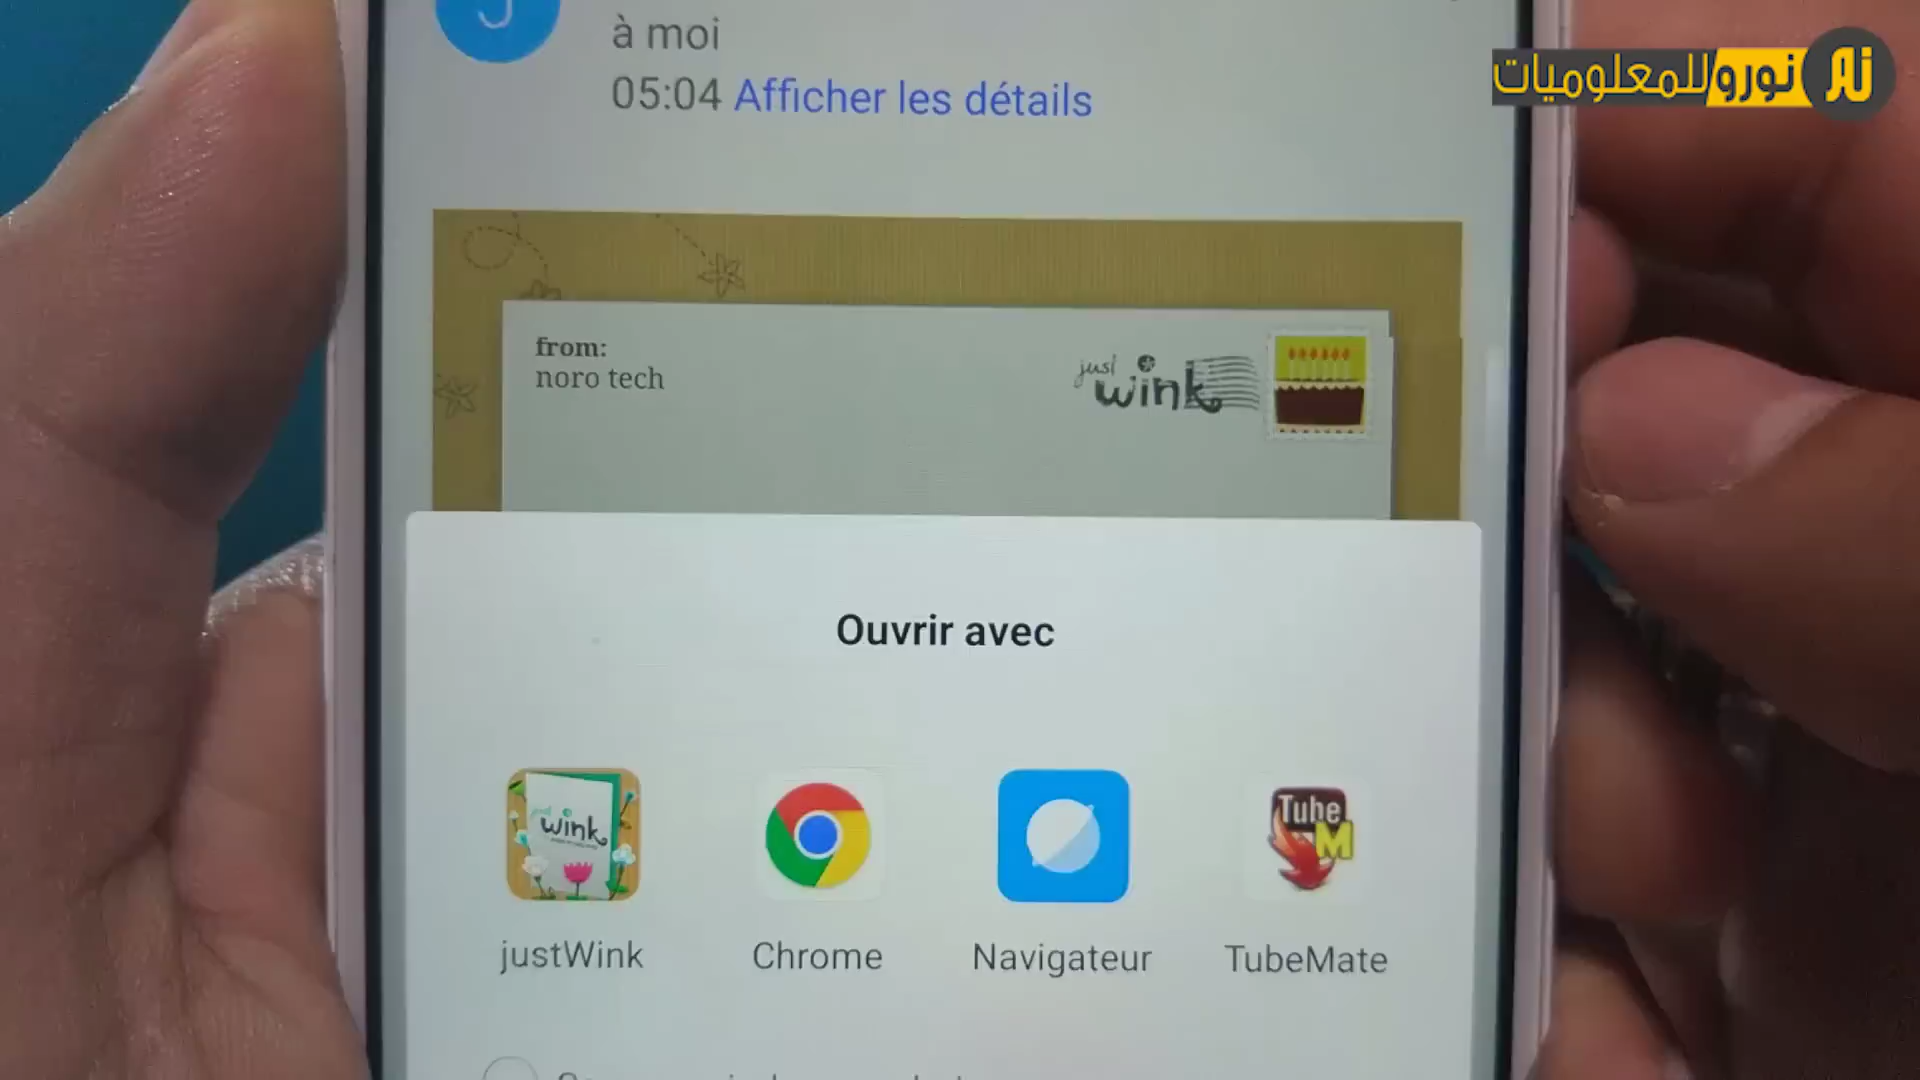 J
à moi
نورو للمعلوميات
05:04 Afficher les détails
from:
noro tech
just
wink
Ouvrir avec
just
wink
Tube
M
justWink
Chrome
Navigateur
TubeMate